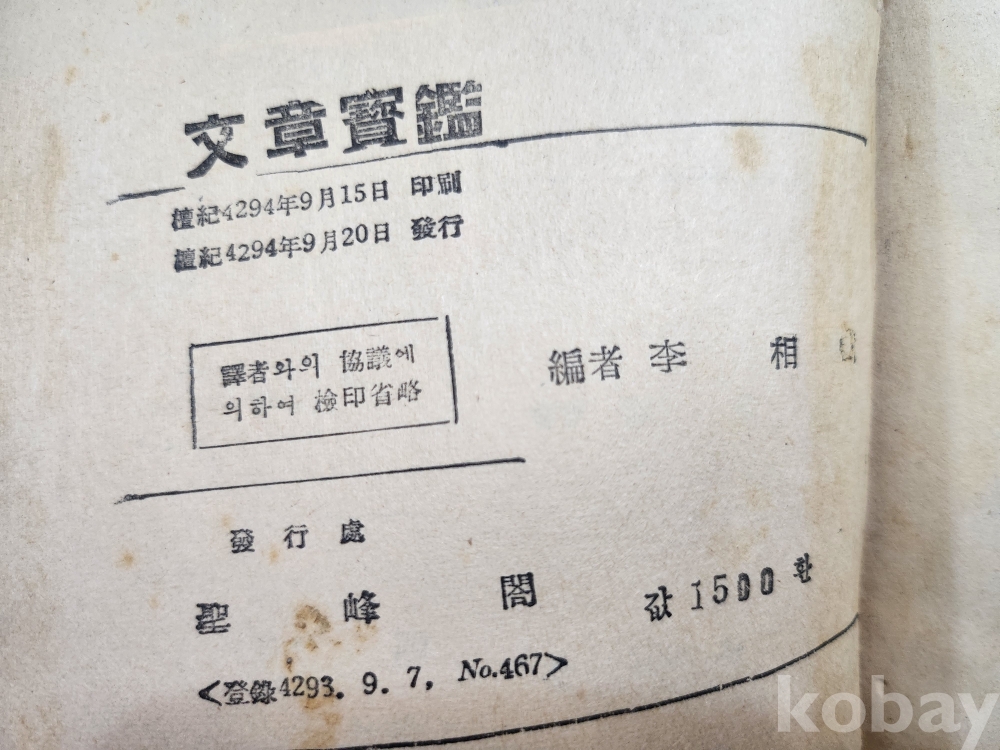 文章寶鑑
檀紀4294年9月15日 印刷
檀紀4294年9月20日 發行
譯者와의 協議에
의하여 檢印省略
編者 李 相
發行處
聖峰閣
값 1500 환
<登錄4293. 9. 7, No.467>
kobay